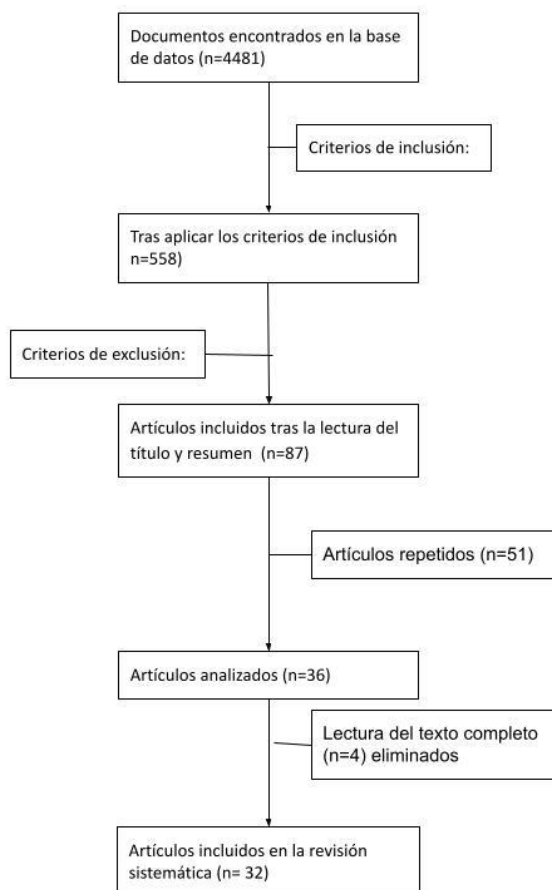 Documentos encontrados en la base
de datos (n=4481)
Criterios de inclusión:
Tras aplicar los criterios de inclusión
n=558)
Criterios de exclusión:
Artículos incluidos tras la lectura del
título y resumen (n=87)
Artículos repetidos (n=51)
Artículos analizados (n=36)
Lectura del texto completo
(n=4) eliminados
Artículos incluidos en la revisión
sistemática (n= 32)